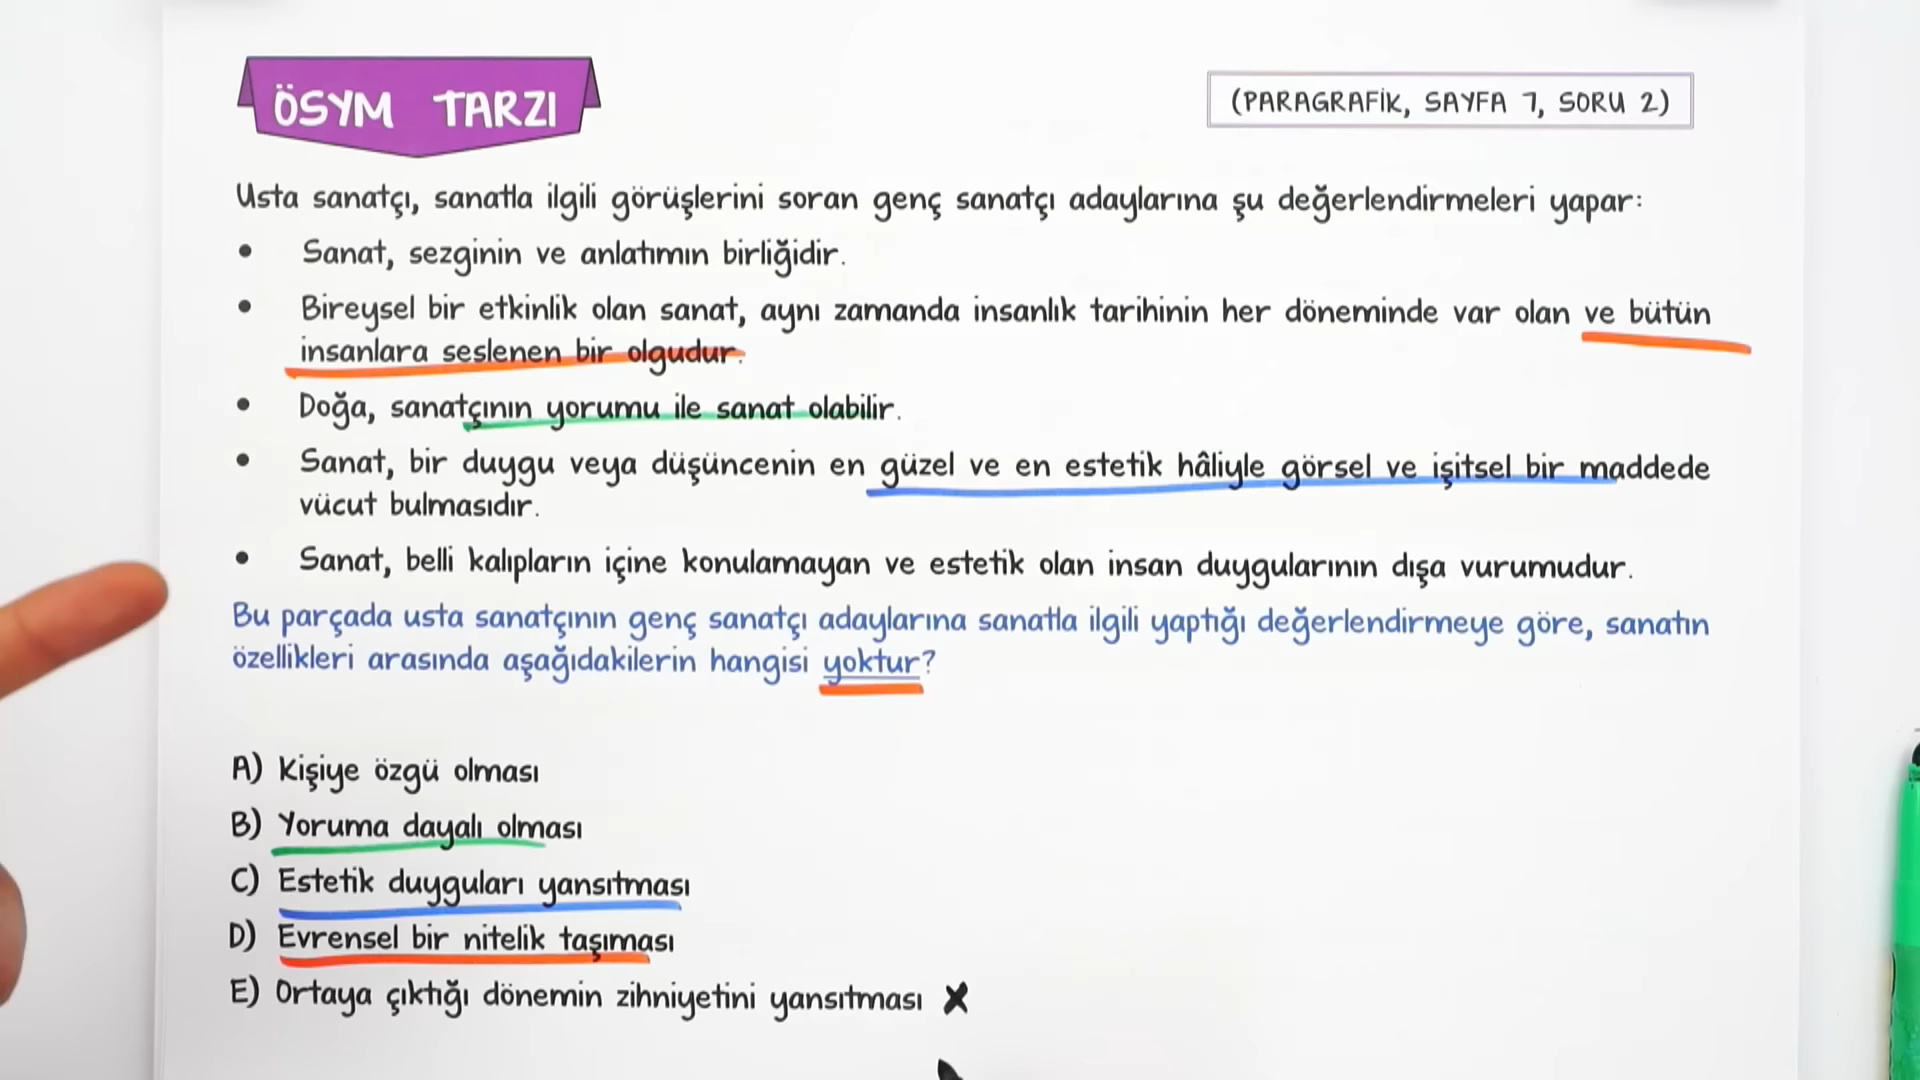 ÖSYM TARZI
(PARAGRAFİK, SAYFA 7, SORU 2)
Usta sanatçı, sanatla ilgili görüşlerini soran genç sanatçı adaylarına şu değerlendirmeleri yapar:
• Sanat, sezginin ve anlatımın birliğidir.
• Bireysel bir etkinlik olan sanat, aynı zamanda insanlık tarihinin her döneminde var olan ve bütün
insanlara seslenen bir olgudur.
• Doğa, sanatçının yorumu ile sanat olabilir.
• Sanat, bir duygu veya düşüncenin en güzel ve en estetik hâliyle görsel ve işitsel bir maddede
vücut bulmasıdır.
• Sanat, belli kalıpların içine konulamayan ve estetik olan insan duygularının dışa vurumudur.
Bu parçada usta sanatçının genç sanatçı adaylarına sanatla ilgili yaptığı değerlendirmeye göre, sanatın
özellikleri arasında aşağıdakilerin hangisi yoktur?
A) Kişiye özgü olması
B) Yoruma dayalı olması
C) Estetik duyguları yansıtması
D) Evrensel bir nitelik taşıması
E) Ortaya çıktığı dönemin zihniyetini yansıtması X